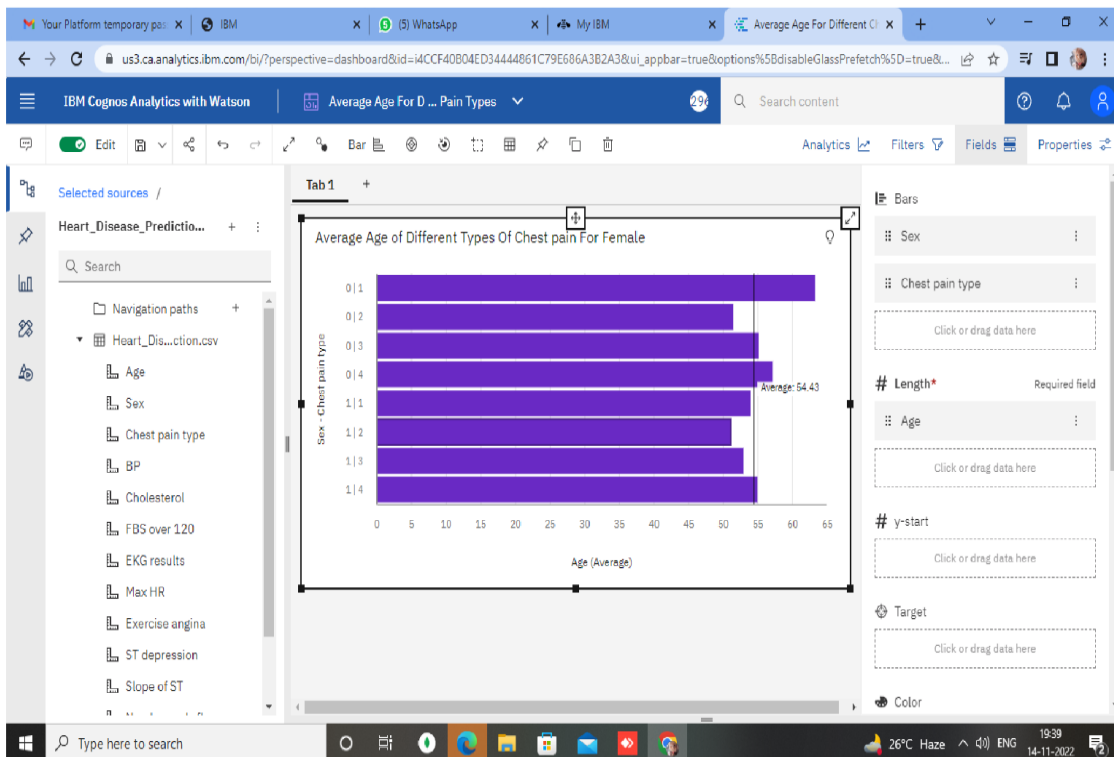 Your Platform temporary pas
IBM
(5) WhatsApp
My IBM
Average Age For Different Ch
us3.ca.analytics.ibm.com/bi/?perspective=dashboard&id=i4CCF40B04ED34444861C79E686A3B2A3&ui_appbar=true&options%5BdisableGlassPrefetch%5D=true&...
IBM Cognos Analytics with Watson
Average Age For D ... Pain Types
296
Search content
Edit
Bar
Analytics
Filters
Fields
Properties
Selected sources /
Heart_Disease_Predictio...
Search
Navigation paths
Heart_Dis...ction.csv
Age
Sex
Chest pain type
BP
Cholesterol
FBS over 120
EKG results
Max HR
Exercise angina
ST depression
Slope of ST
Tab 1
Average Age of Different Types Of Chest pain For Female
Sex - Chest pain type
0 | 1
0 | 2
0 | 3
0 | 4
1 | 1
1 | 2
1 | 3
1 | 4
Average: 54.43
0 5 10 15 20 25 30 35 40 45 50 55 60 65
Age (Average)
Bars
Sex
Chest pain type
Click or drag data here
# Length* Required field
Age
Click or drag data here
# y-start
Click or drag data here
Target
Click or drag data here
Color
Type here to search
26°C Haze
ENG
19:39
14-11-2022
2